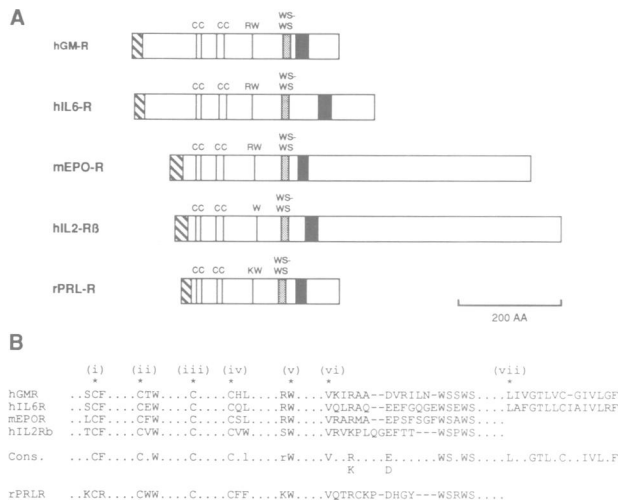 A
CC CC RW WS-WS
hGM-R
CC CC RW WS-WS
hIL6-R
CC CC RW WS-WS
mEPO-R
CC CC W WS-WS
hIL2-Rß
CC CC KW WS-WS
rPRL-R
200 AA
B
(i) (ii) (iii) (iv) (v) (vi) (vii)
* * * * * * *
hGMR ..SCF....CTW....C....CHL....RW....VKIRAA--DVRILN-WSSWS....LIVGTLVC-GIVLGF
hIL6R ..SCF....CEW....C....CQL....RW....VQLRAQ--EEFGQGEWSEWS...LAFGTLLCIAIVLRF
mEPOR ..LCF....CFW....C....CVL....RW....VRARMA--EPSFSGFWSAWS....
hIL2Rb ..TCF....CVW....C....CVW....SW....VRVKPLQGEFTT---WSPWS....
Cons. ..CF....C.W....C....C.l....rW....V..R....E....WS.WS....L..GTL.C..IVL.F
K D
rPRLR ..KCR....CWW....C....CFF....KW....VQTRCKP-DHGY---WSRWS....